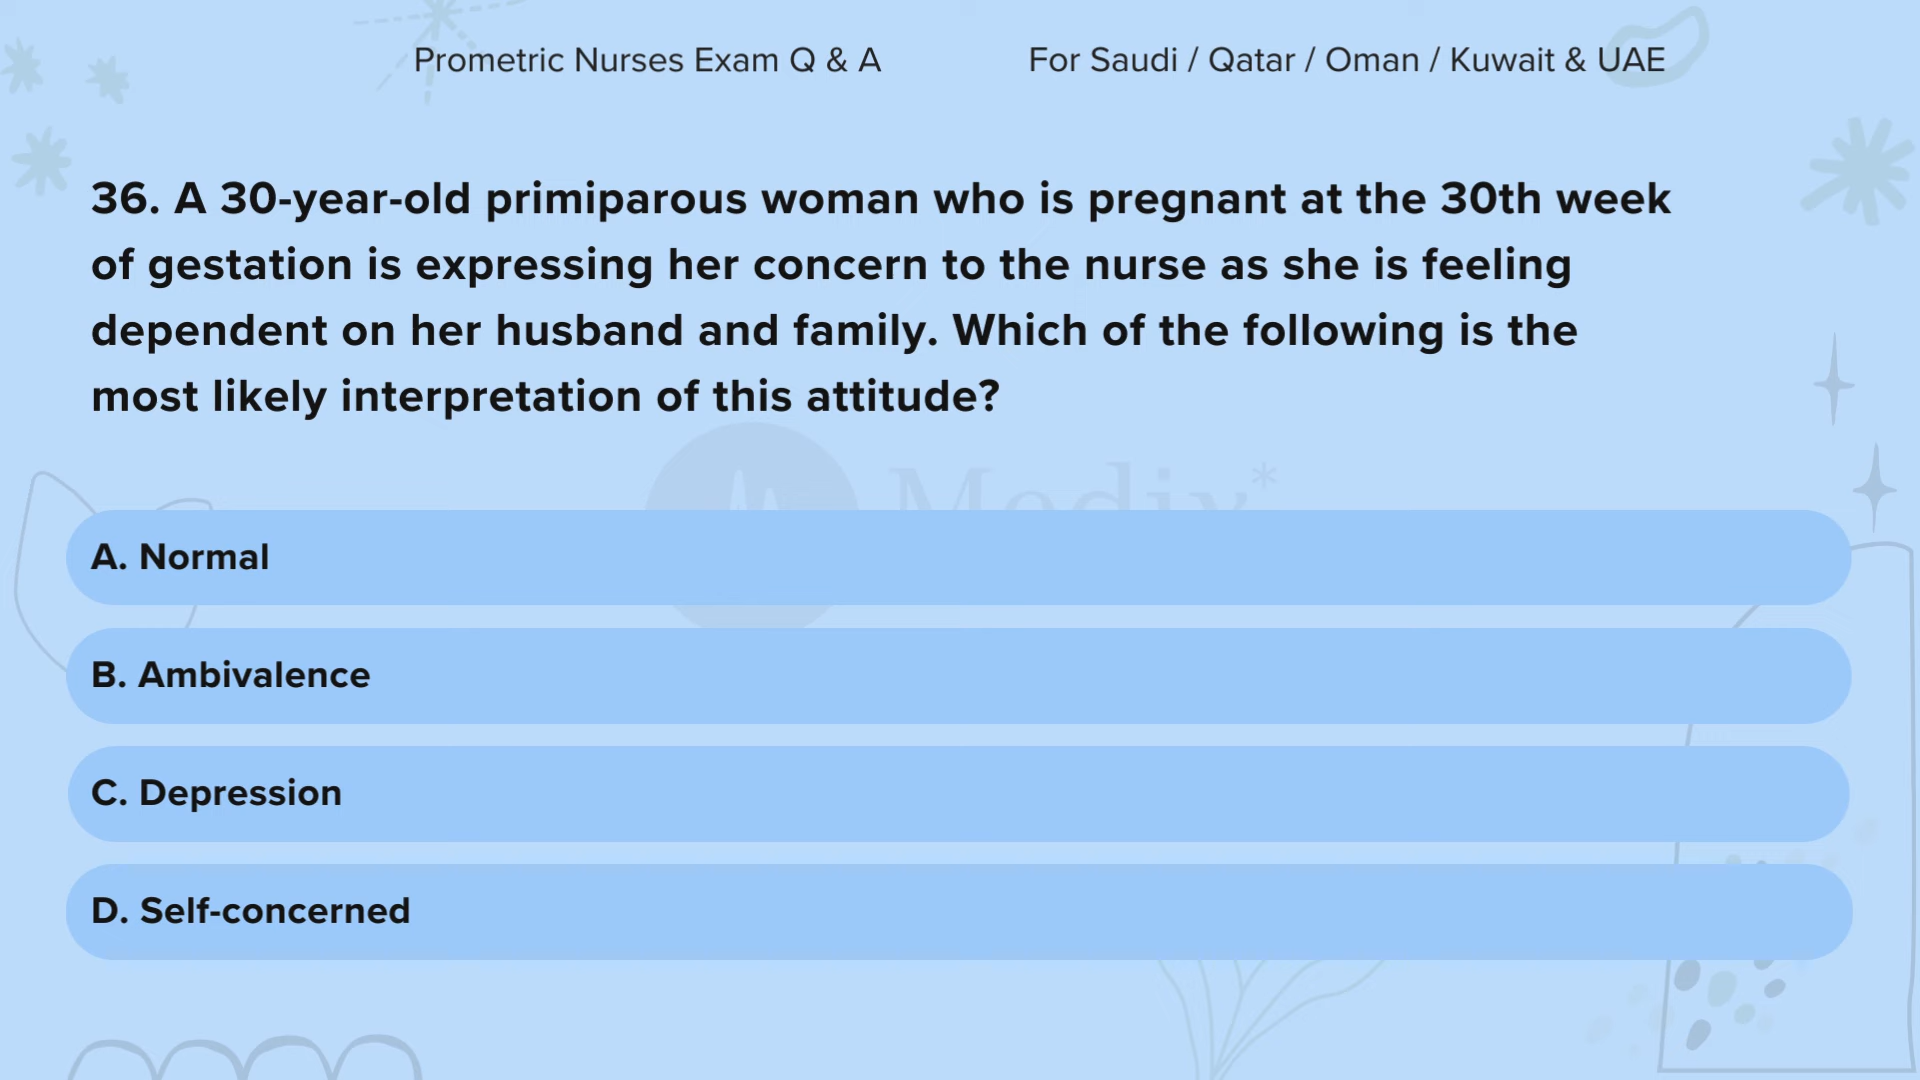 Prometric Nurses Exam Q & A For Saudi / Qatar / Oman / Kuwait & UAE
36. A 30-year-old primiparous woman who is pregnant at the 30th week
of gestation is expressing her concern to the nurse as she is feeling
dependent on her husband and family. Which of the following is the
most likely interpretation of this attitude?
A. Normal
B. Ambivalence
C. Depression
D. Self-concerned